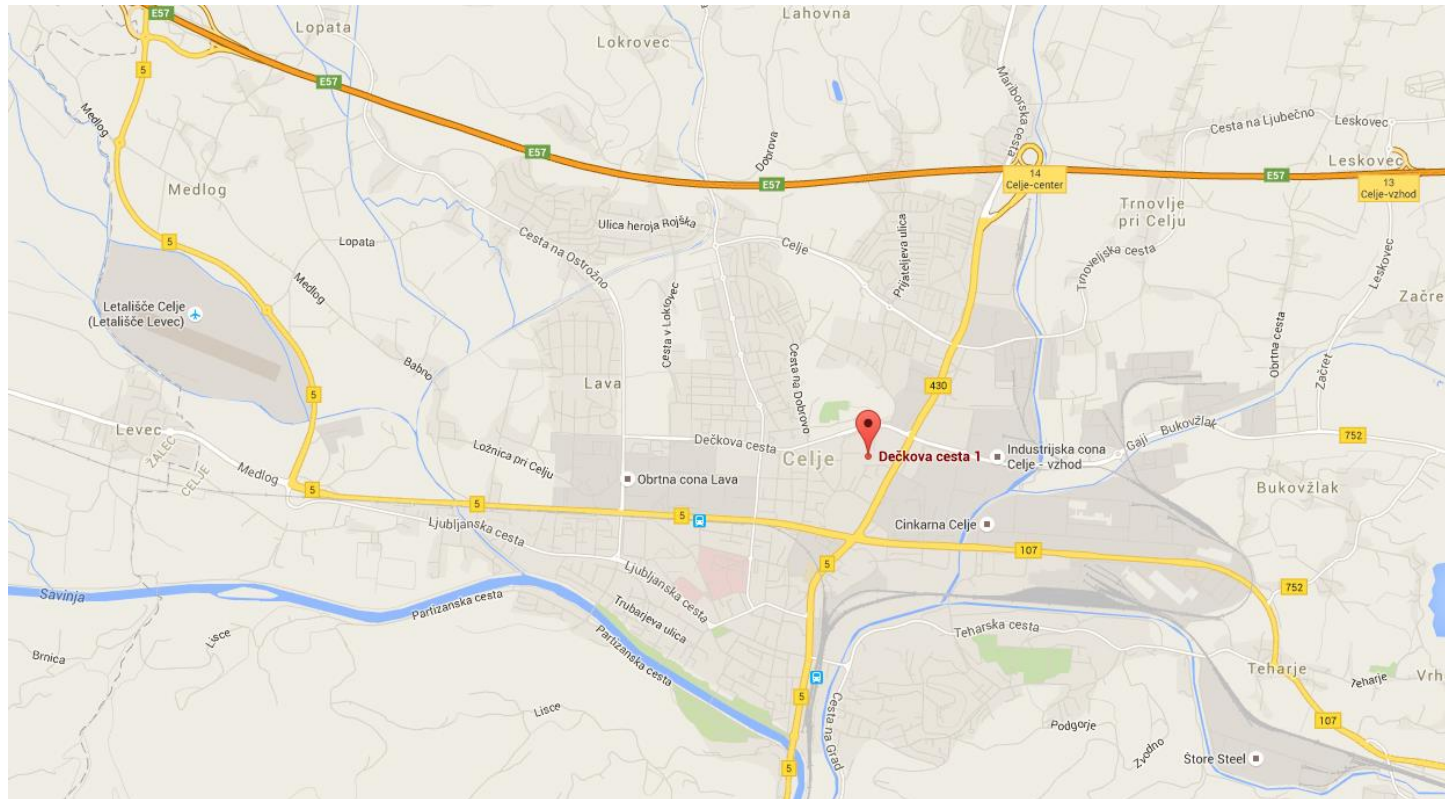 E57
Lopata
Lahovna
Lokrovec
5
E57
Mariborska cesta
Medlog
Cesta na Ljubečno
Leskovec
E57
Dobrova
Leskovec
Medlog
E57
14
Celje-center
E57
13
Celje-vzhod
Trnovlje
pri Celju
Ulica heroja Rojška
Cesta na Ostrožno
Lopata
5
Celje
Prijateljeva ulica
Trnoveljska cesta
Leskovec
Medlog
Cesta v Lokrovec
Začre
Letališče Celje
(Letališče Levec)
Obrtna cesta
Babno
Cesta na Dobrovo
Lava
430
Začret
5
Levec
ŽALEC
CELJE
Ložnica pri Celju
Dečkova cesta
Celje
Dečkova cesta 1
Industrijska cona
Celje - vzhod
Gaji
Bukovžlak
752
Medlog
Obrtna cona Lava
Bukovžlak
5
5
5
Ljubljanska cesta
Cinkarna Celje
107
5
Ljubljanska cesta
Savinja
Partizanska cesta
Trubarjeva ulica
752
Teharska cesta
Lisce
Partizanska cesta
Brnica
Teharje
Teharje
Vrh
5
Lisce
Cesta na Grad
Podgorje
107
Zvodno
Štore Steel
5